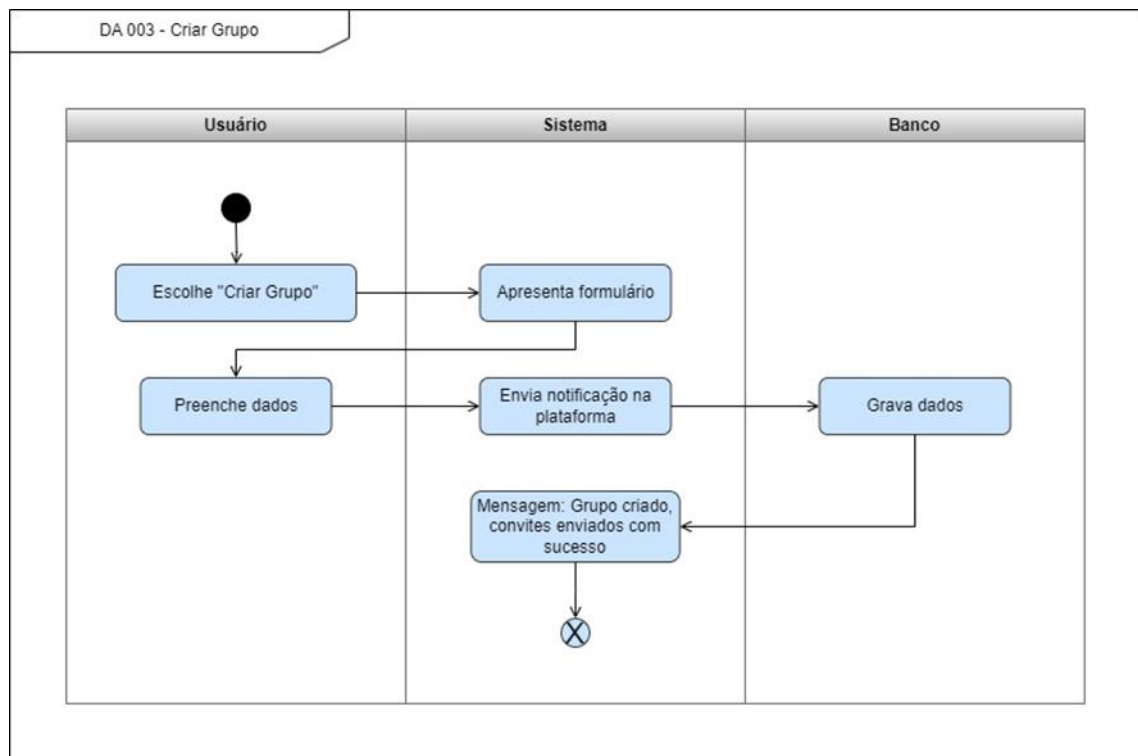 DA 003 - Criar Grupo
Usuário
Sistema
Banco
Escolhe "Criar Grupo"
Apresenta formulário
Preenche dados
Envia notificação na
plataforma
Grava dados
Mensagem: Grupo criado,
convites enviados com
sucesso